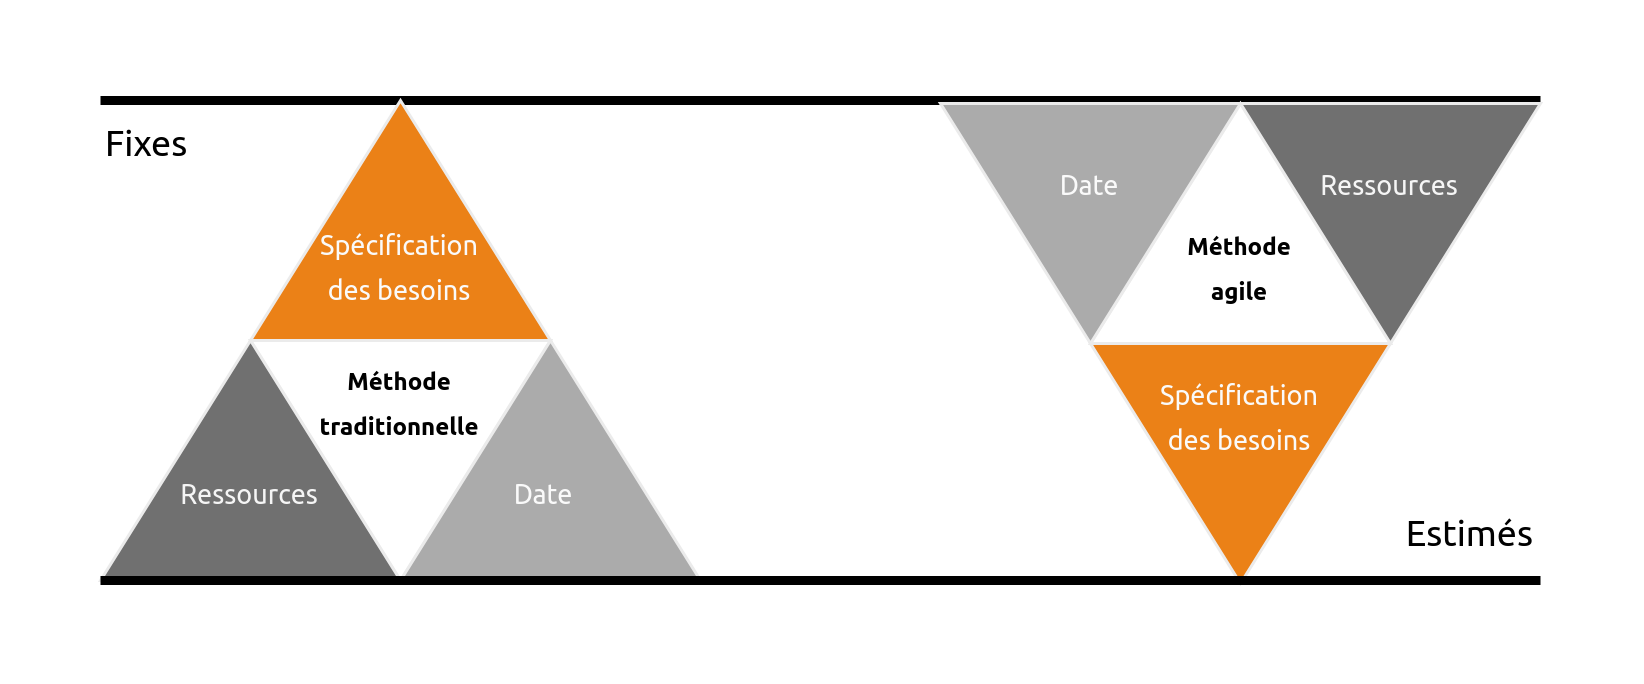 Fixes
Spécification
des besoins
Méthode
traditionnelle
Ressources
Date
Date
Ressources
Méthode
agile
Spécification
des besoins
Estimés